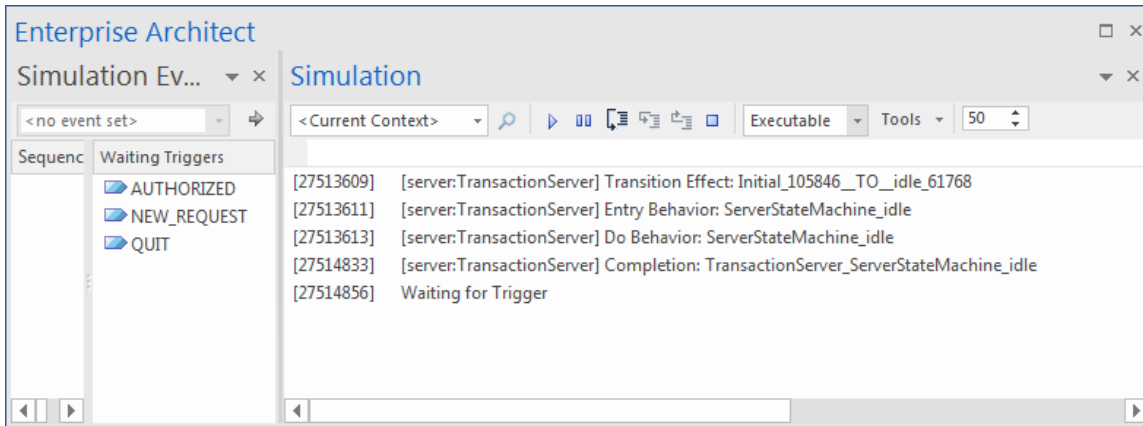 Enterprise Architect
Simulation Ev...
<no event set>
Sequenc
Waiting Triggers
AUTHORIZED
NEW_REQUEST
QUIT
Simulation
<Current Context>
Executable
Tools
50
[27513609] [server:TransactionServer] Transition Effect: Initial_105846__TO__idle_61768
[27513611] [server:TransactionServer] Entry Behavior: ServerStateMachine_idle
[27513613] [server:TransactionServer] Do Behavior: ServerStateMachine_idle
[27514833] [server:TransactionServer] Completion: TransactionServer_ServerStateMachine_idle
[27514856] Waiting for Trigger